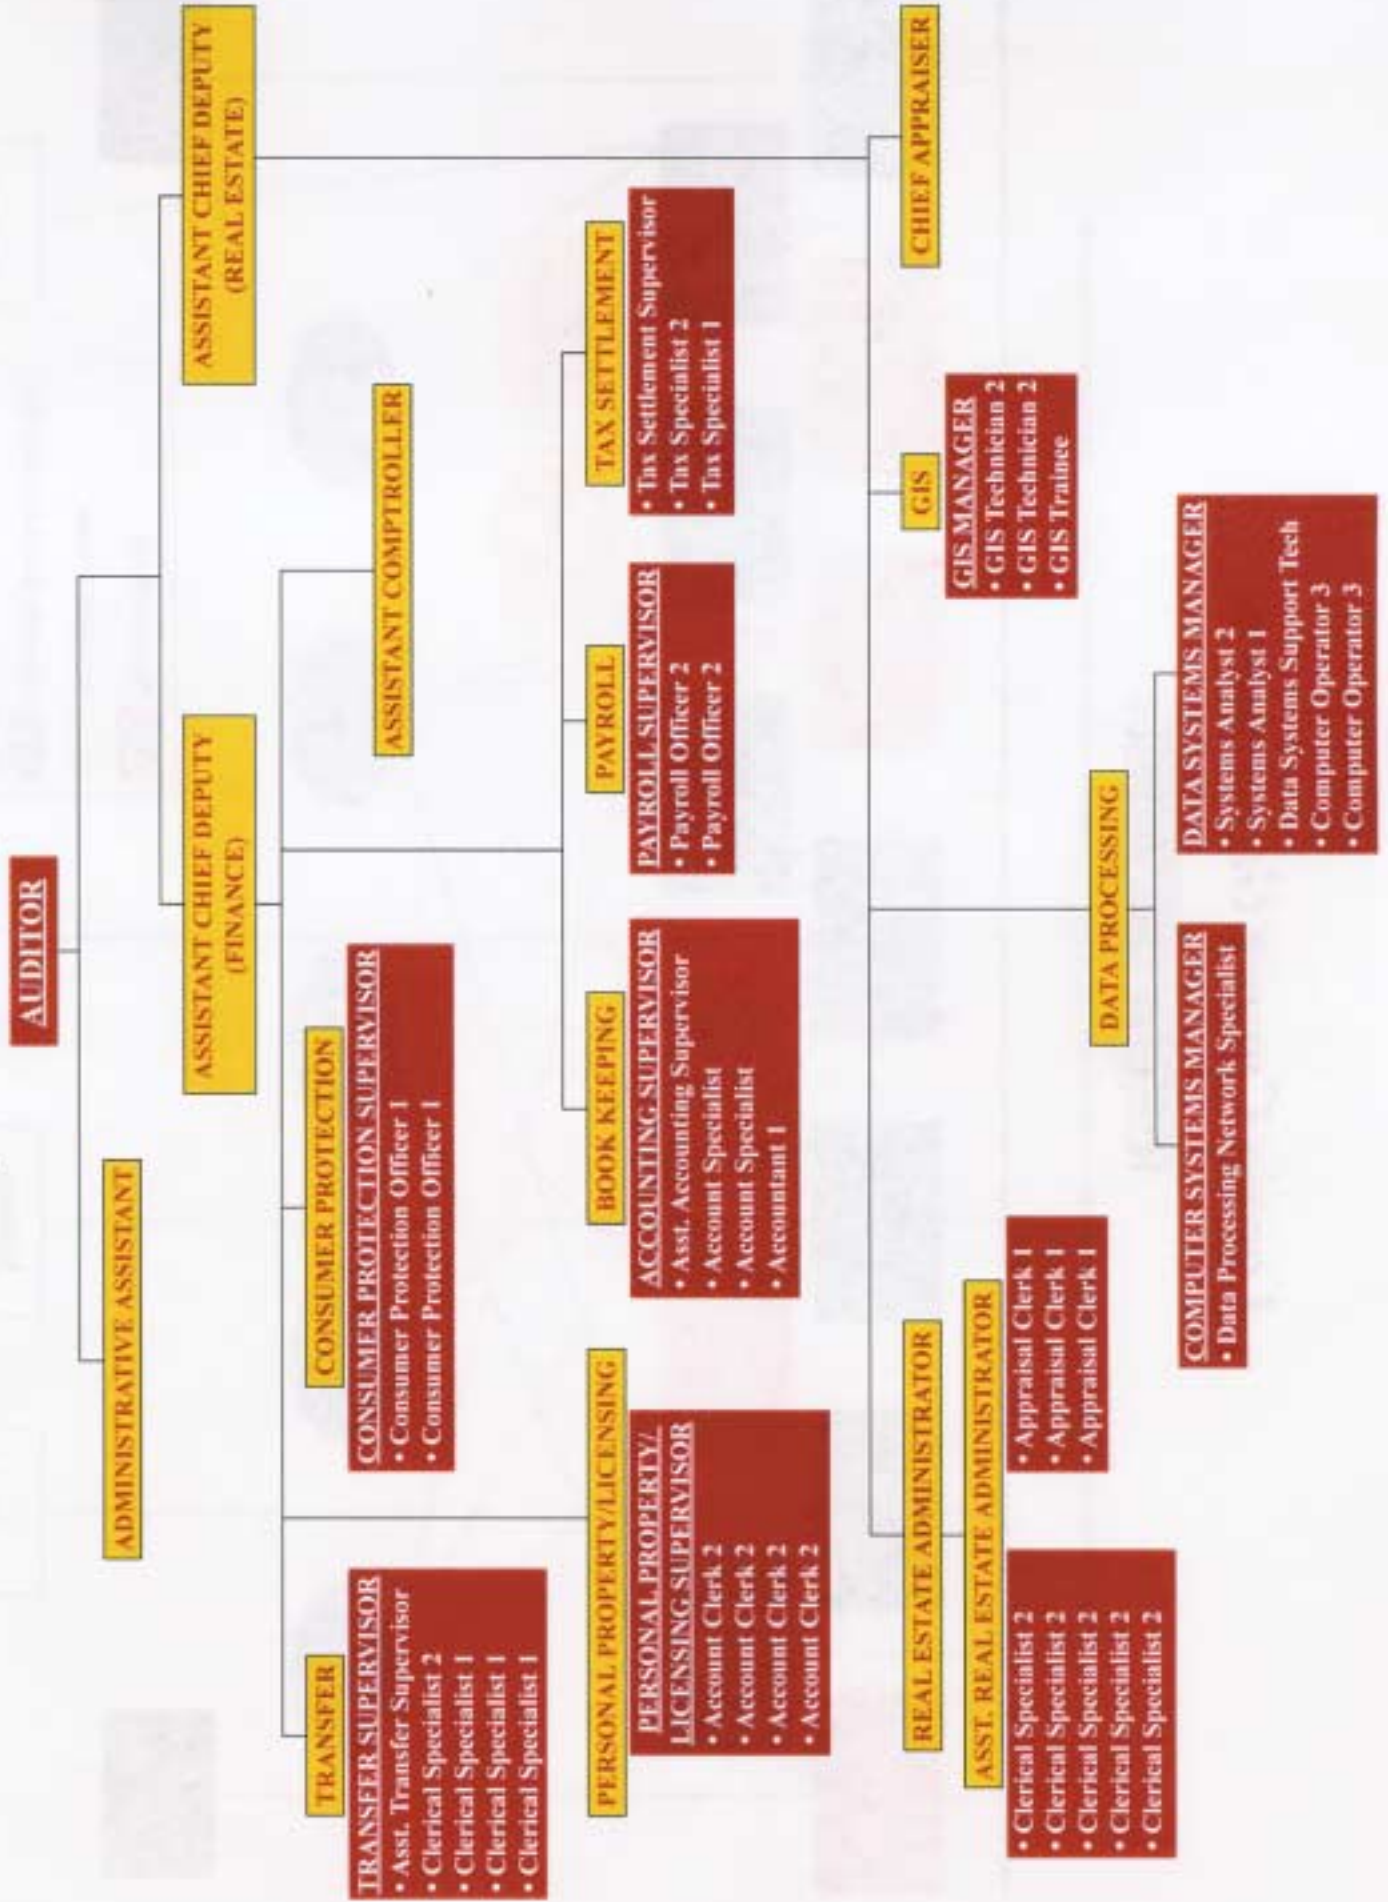 AUDITOR
ADMINISTRATIVE ASSISTANT
ASSISTANT CHIEF DEPUTY
(FINANCE)
ASSISTANT CHIEF DEPUTY
(REAL ESTATE)
TRANSFER
TRANSFER SUPERVISOR
• Asst. Transfer Supervisor
• Clerical Specialist 2
• Clerical Specialist 1
• Clerical Specialist 1
• Clerical Specialist 1
CONSUMER PROTECTION
CONSUMER PROTECTION SUPERVISOR
• Consumer Protection Officer 1
• Consumer Protection Officer 1
ASSISTANT COMPTROLLER
PERSONAL PROPERTY/LICENSING
PERSONAL PROPERTY/
LICENSING SUPERVISOR
• Account Clerk 2
• Account Clerk 2
• Account Clerk 2
• Account Clerk 2
BOOK KEEPING
ACCOUNTING SUPERVISOR
• Asst. Accounting Supervisor
• Account Specialist
• Account Specialist
• Accountant 1
PAYROLL
PAYROLL SUPERVISOR
• Payroll Officer 2
• Payroll Officer 2
TAX SETTLEMENT
• Tax Settlement Supervisor
• Tax Specialist 2
• Tax Specialist 1
REAL ESTATE ADMINISTRATOR
ASST. REAL ESTATE ADMINISTRATOR
• Clerical Specialist 2
• Clerical Specialist 2
• Clerical Specialist 2
• Clerical Specialist 2
• Clerical Specialist 2
• Appraisal Clerk 1
• Appraisal Clerk 1
• Appraisal Clerk 1
GIS
GIS MANAGER
• GIS Technician 2
• GIS Technician 2
• GIS Trainee
CHIEF APPRAISER
DATA PROCESSING
COMPUTER SYSTEMS MANAGER
• Data Processing Network Specialist
DATA SYSTEMS MANAGER
• Systems Analyst 2
• Systems Analyst 1
• Data Systems Support Tech
• Computer Operator 3
• Computer Operator 3